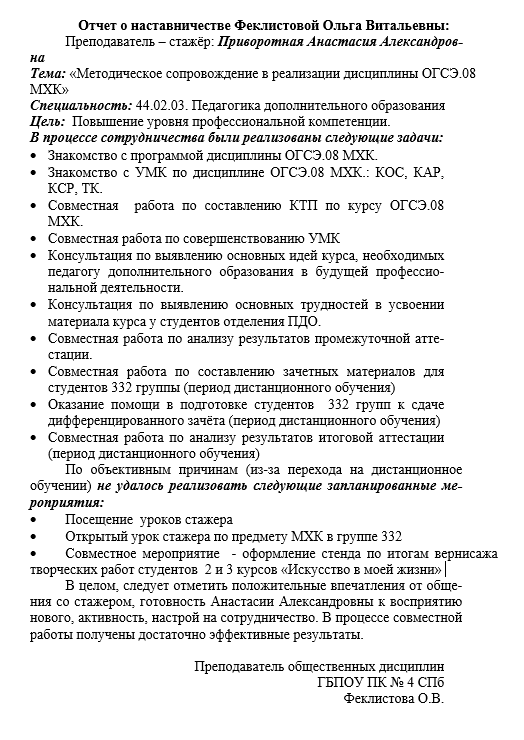 Отчет о наставничестве Феклистовой Ольга Витальевны:
Преподаватель – стажёр: Приворотная Анастасия Александров-
на
Тема: «Методическое сопровождение в реализации дисциплины ОГСЭ.08
МХК»
Специальность: 44.02.03. Педагогика дополнительного образования
Цель:  Повышение уровня профессиональной компетенции.
В процессе сотрудничества были реализованы следующие задачи:
• Знакомство с программой дисциплины ОГСЭ.08 МХК.
• Знакомство с УМК по дисциплине ОГСЭ.08 МХК.: КОС, КАР,
КСР, ТК.
• Совместная  работа по составлению КТП по курсу ОГСЭ.08
МХК.
• Совместная работа по совершенствованию УМК
• Консультация по выявлению основных идей курса, необходимых
педагогу дополнительного образования в будущей профессио-
нальной деятельности.
• Консультация по выявлению основных трудностей в усвоении
материала курса у студентов отделения ПДО.
• Совместная работа по анализу результатов промежуточной атте-
стации.
• Совместная работа по составлению зачетных материалов для
студентов 332 группы (период дистанционного обучения)
• Оказание помощи в подготовке студентов  332 групп к сдаче
дифференцированного зачёта (период дистанционного обучения)
• Совместная работа по анализу результатов итоговой аттестации
(период дистанционного обучения)
По объективным причинам (из-за перехода на дистанционное
обучении) не удалось реализовать следующие запланированные ме-
роприятия:
• Посещение  уроков стажера
• Открытый урок стажера по предмету МХК в группе 332
• Совместное мероприятие  - оформление стенда по итогам вернисажа
творческих работ студентов  2 и 3 курсов «Искусство в моей жизни»
В целом, следует отметить положительные впечатления от обще-
ния со стажером, готовность Анастасии Александровны к восприятию
нового, активность, настрой на сотрудничество. В процессе совместной
работы получены достаточно эффективные результаты.
Преподаватель общественных дисциплин
ГБПОУ ПК № 4 СПб
Феклистова О.В.